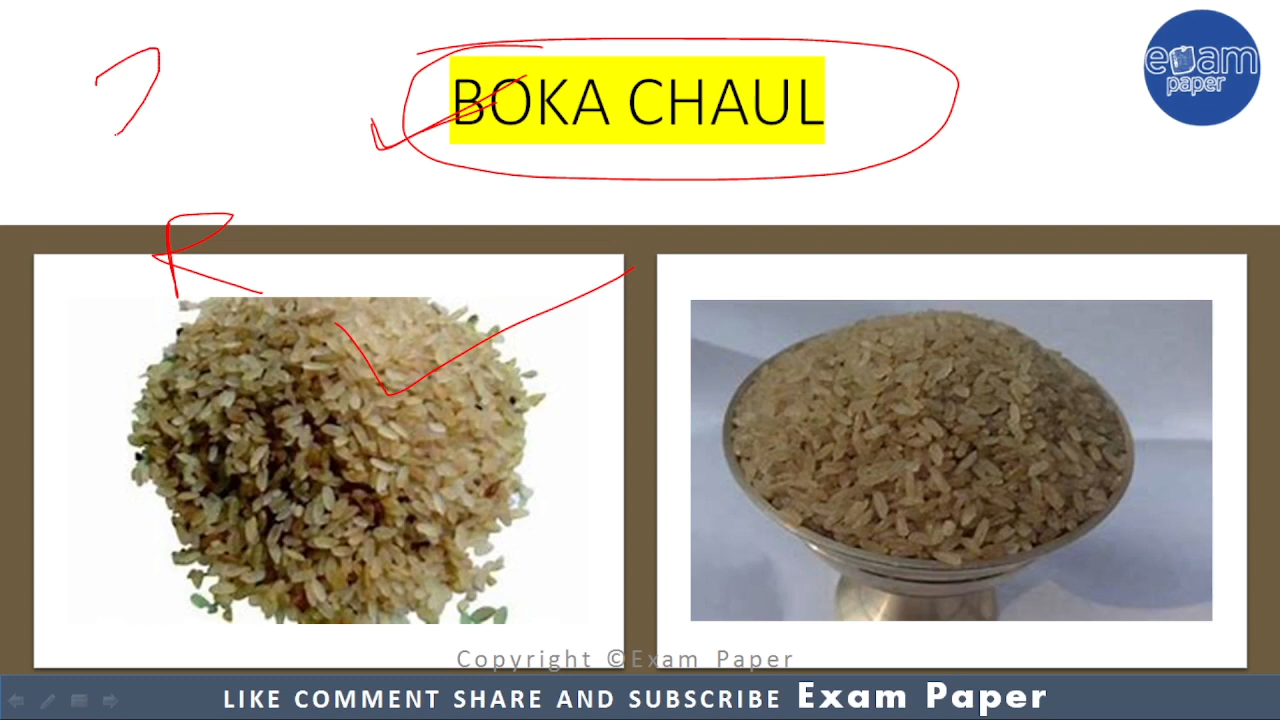 BOKA CHAUL
exam
paper
R
Copyright ©Exam Paper
LIKE COMMENT SHARE AND SUBSCRIBE Exam Paper